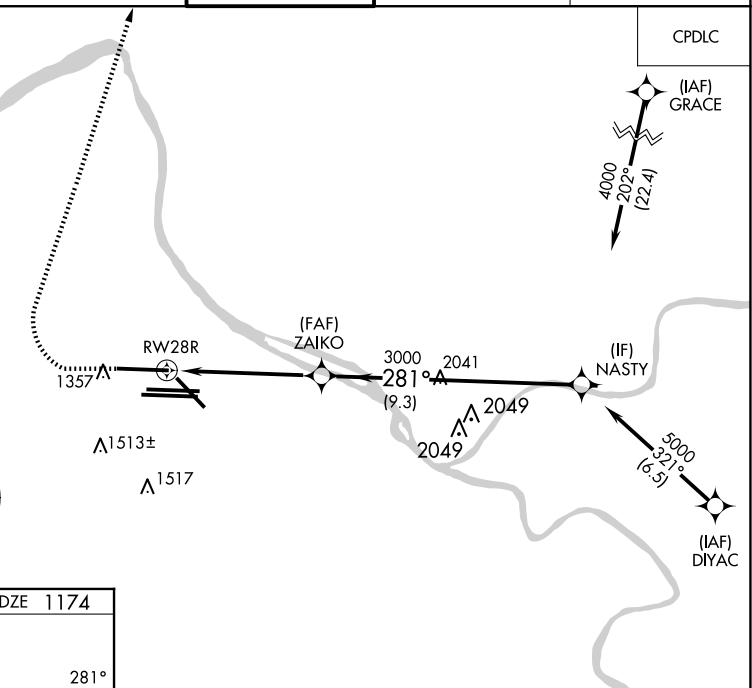 CPDLC
(IAF)
GRACE
4000
202°
(22.4)
(FAF)
ZAIKO
RW28R
3000
281°
(9.3)
2041
(IF)
NASTY
1357
2049
2049
1513±
1517
5000
321°
(6.5)
(IAF)
DIYAC
DZE 1174
281°